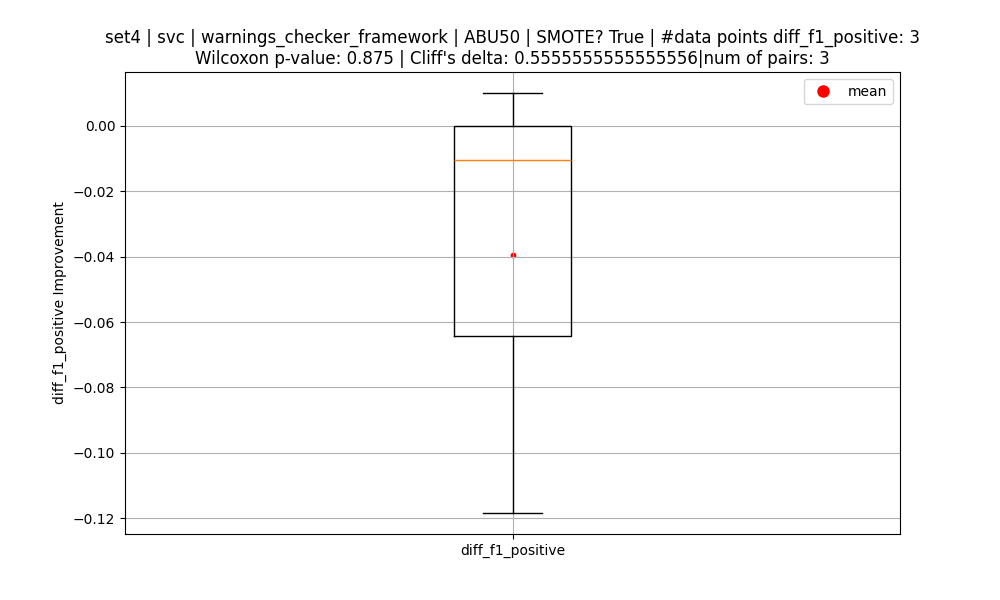 set4 | svc | warnings_checker_framework | ABU50 | SMOTE? True | #data points diff_f1_positive: 3
Wilcoxon p-value: 0.875 | Cliff's delta: 0.5555555555555556|num of pairs: 3
mean
0.00
−0.02
−0.04
−0.06
−0.08
−0.10
−0.12
diff_f1_positive Improvement
diff_f1_positive